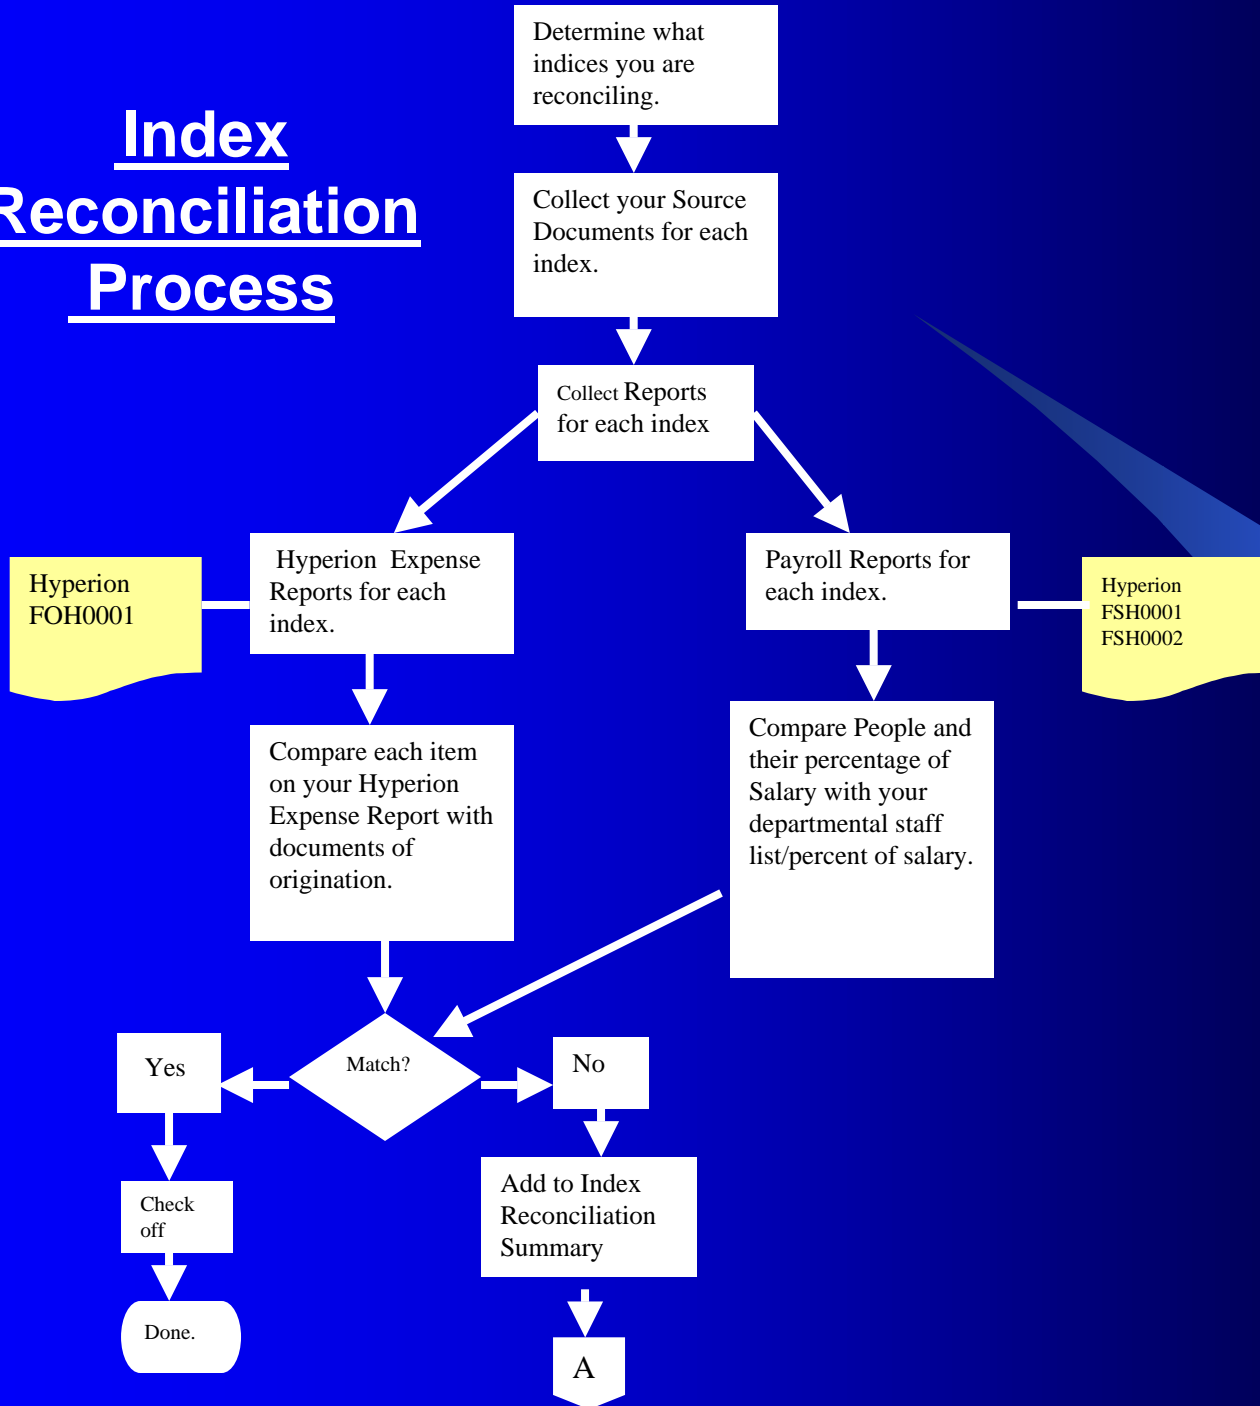 Index
Reconciliation
Process
Determine what
indices you are
reconciling.
Collect your Source
Documents for each
index.
Collect Reports
for each index
Hyperion
FOH0001
Hyperion Expense
Reports for each
index.
Payroll Reports for
each index.
Hyperion
FSH0001
FSH0002
Compare each item
on your Hyperion
Expense Report with
documents of
origination.
Compare People and
their percentage of
Salary with your
departmental staff
list/percent of salary.
Match?
Yes
No
Check
off
Add to Index
Reconciliation
Summary
Done.
A